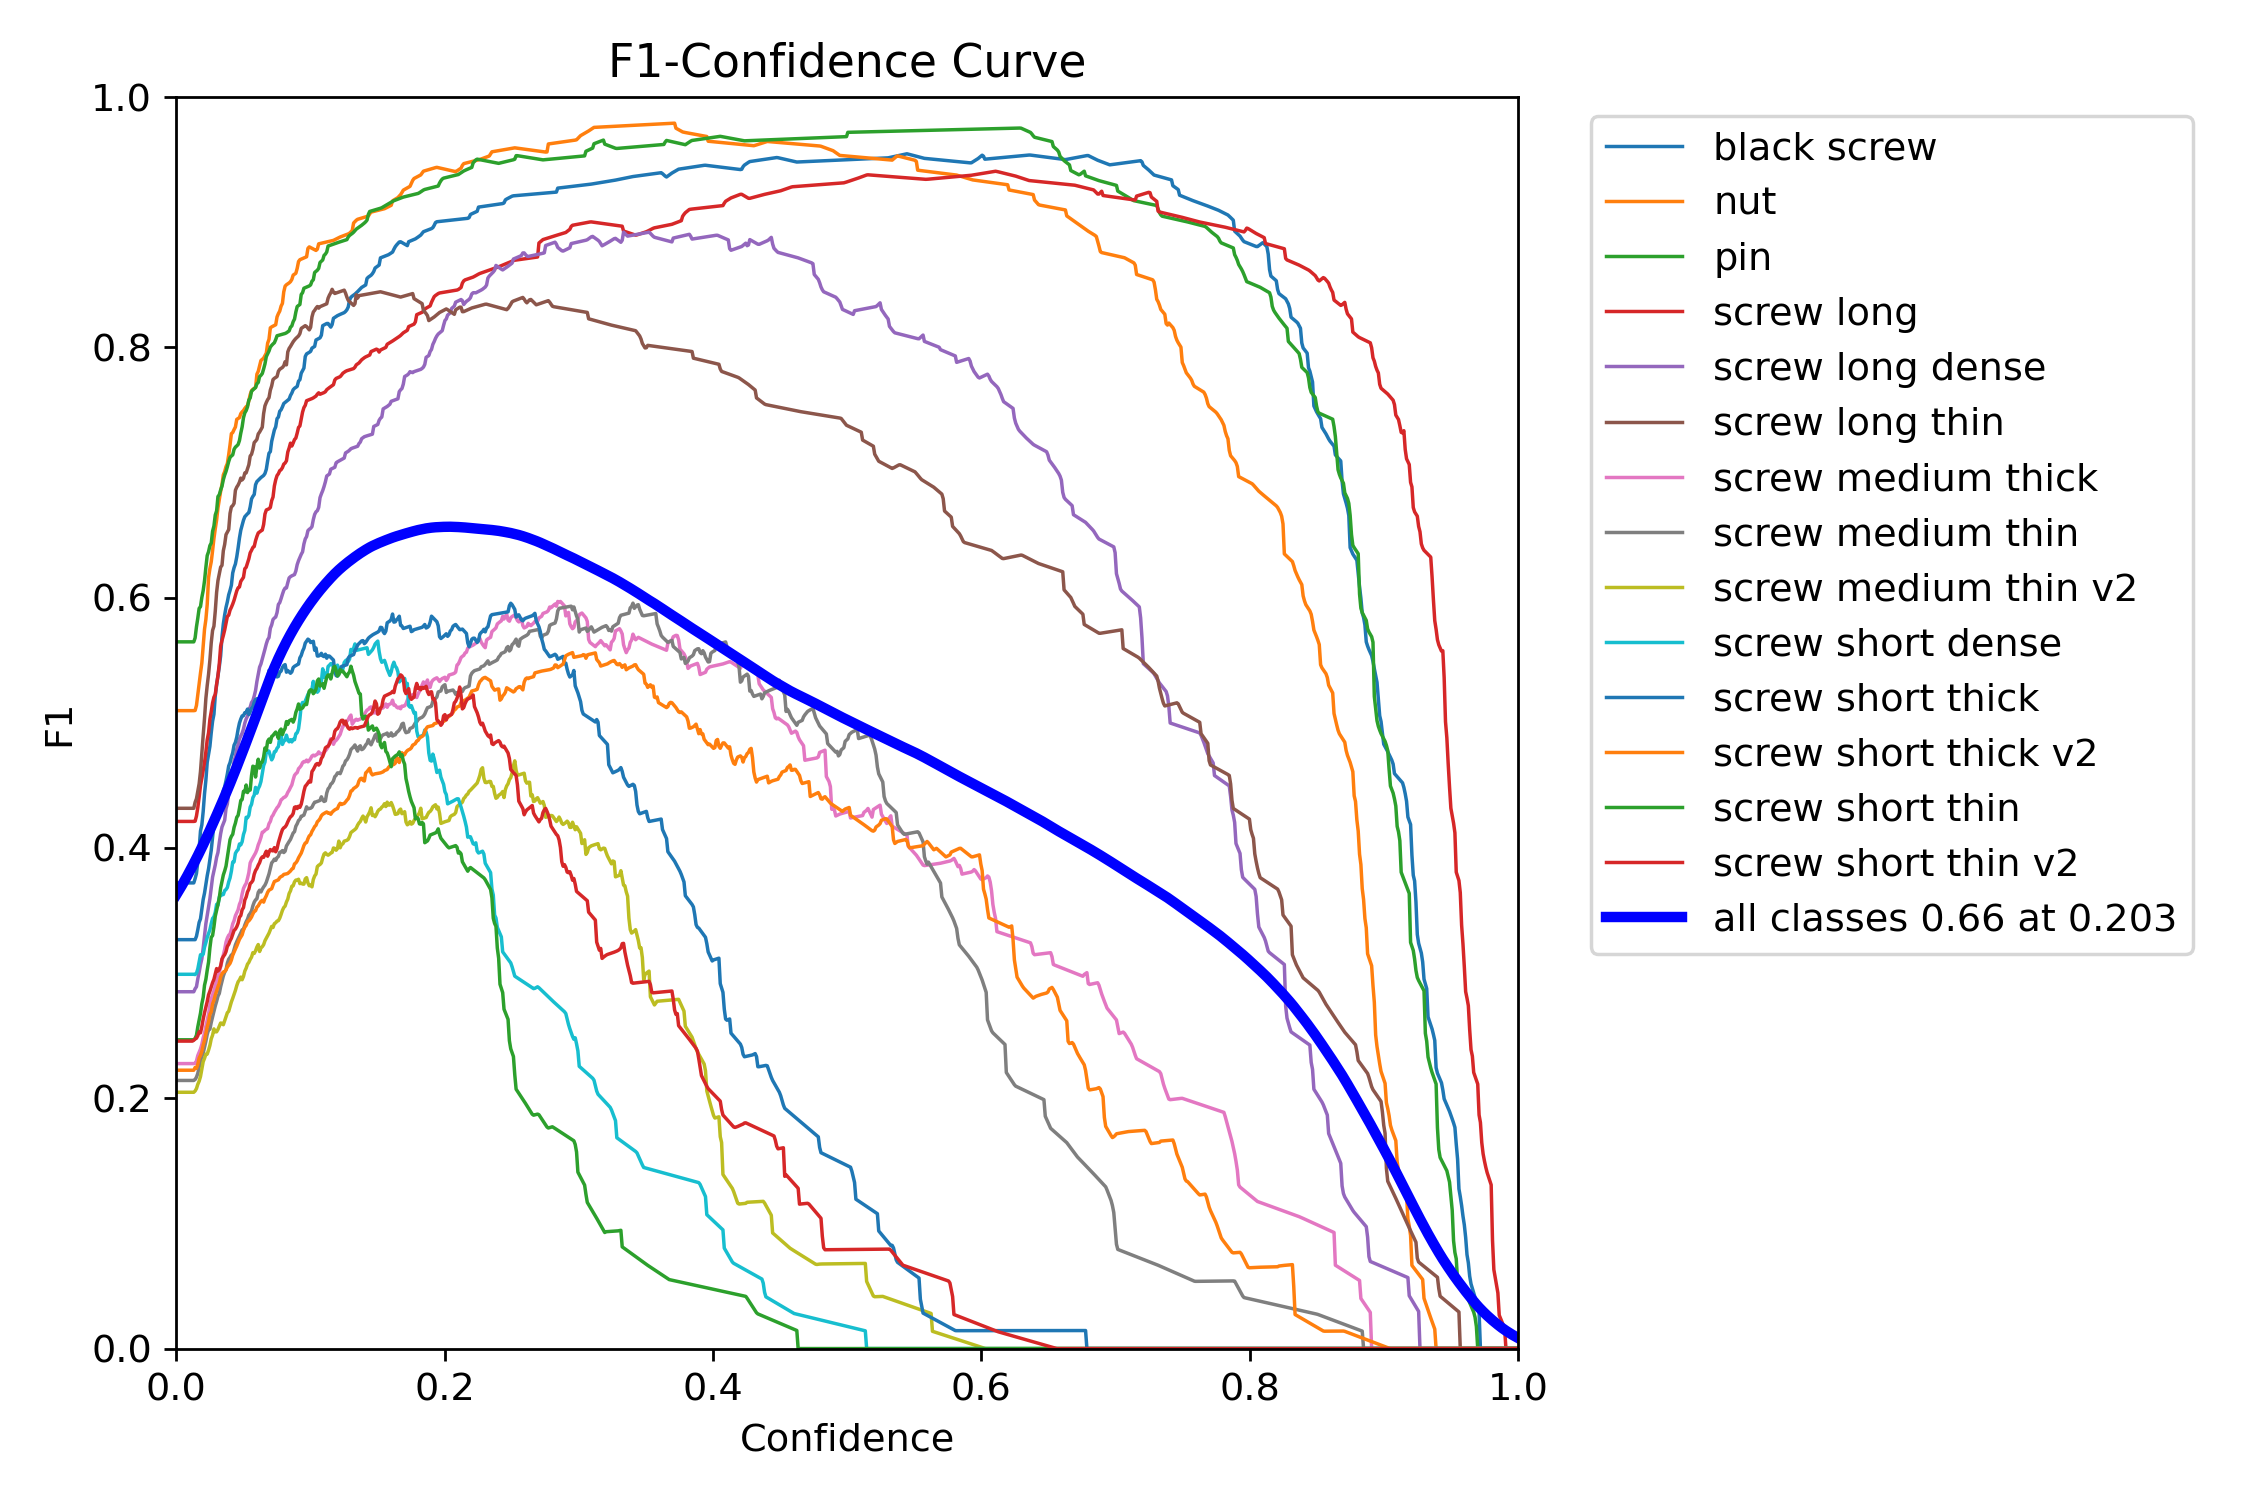 F1-Confidence Curve
1.0
0.8
0.6
0.4
0.2
0.0
F1
0.0 0.2 0.4 0.6 0.8 1.0
Confidence
black screw
nut
pin
screw long
screw long dense
screw long thin
screw medium thick
screw medium thin
screw medium thin v2
screw short dense
screw short thick
screw short thick v2
screw short thin
screw short thin v2
all classes 0.66 at 0.203